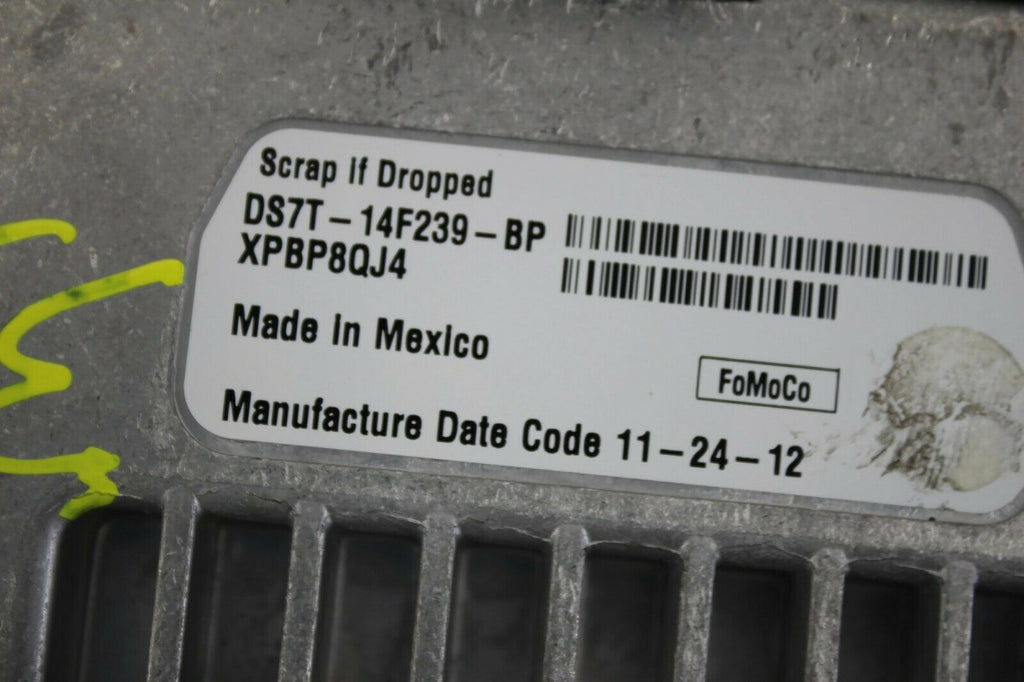 Scrap If Dropped
DS7T-14F239-BP
XPBP8QJ4
Made In Mexico
FoMoCo
Manufacture Date Code 11-24-12